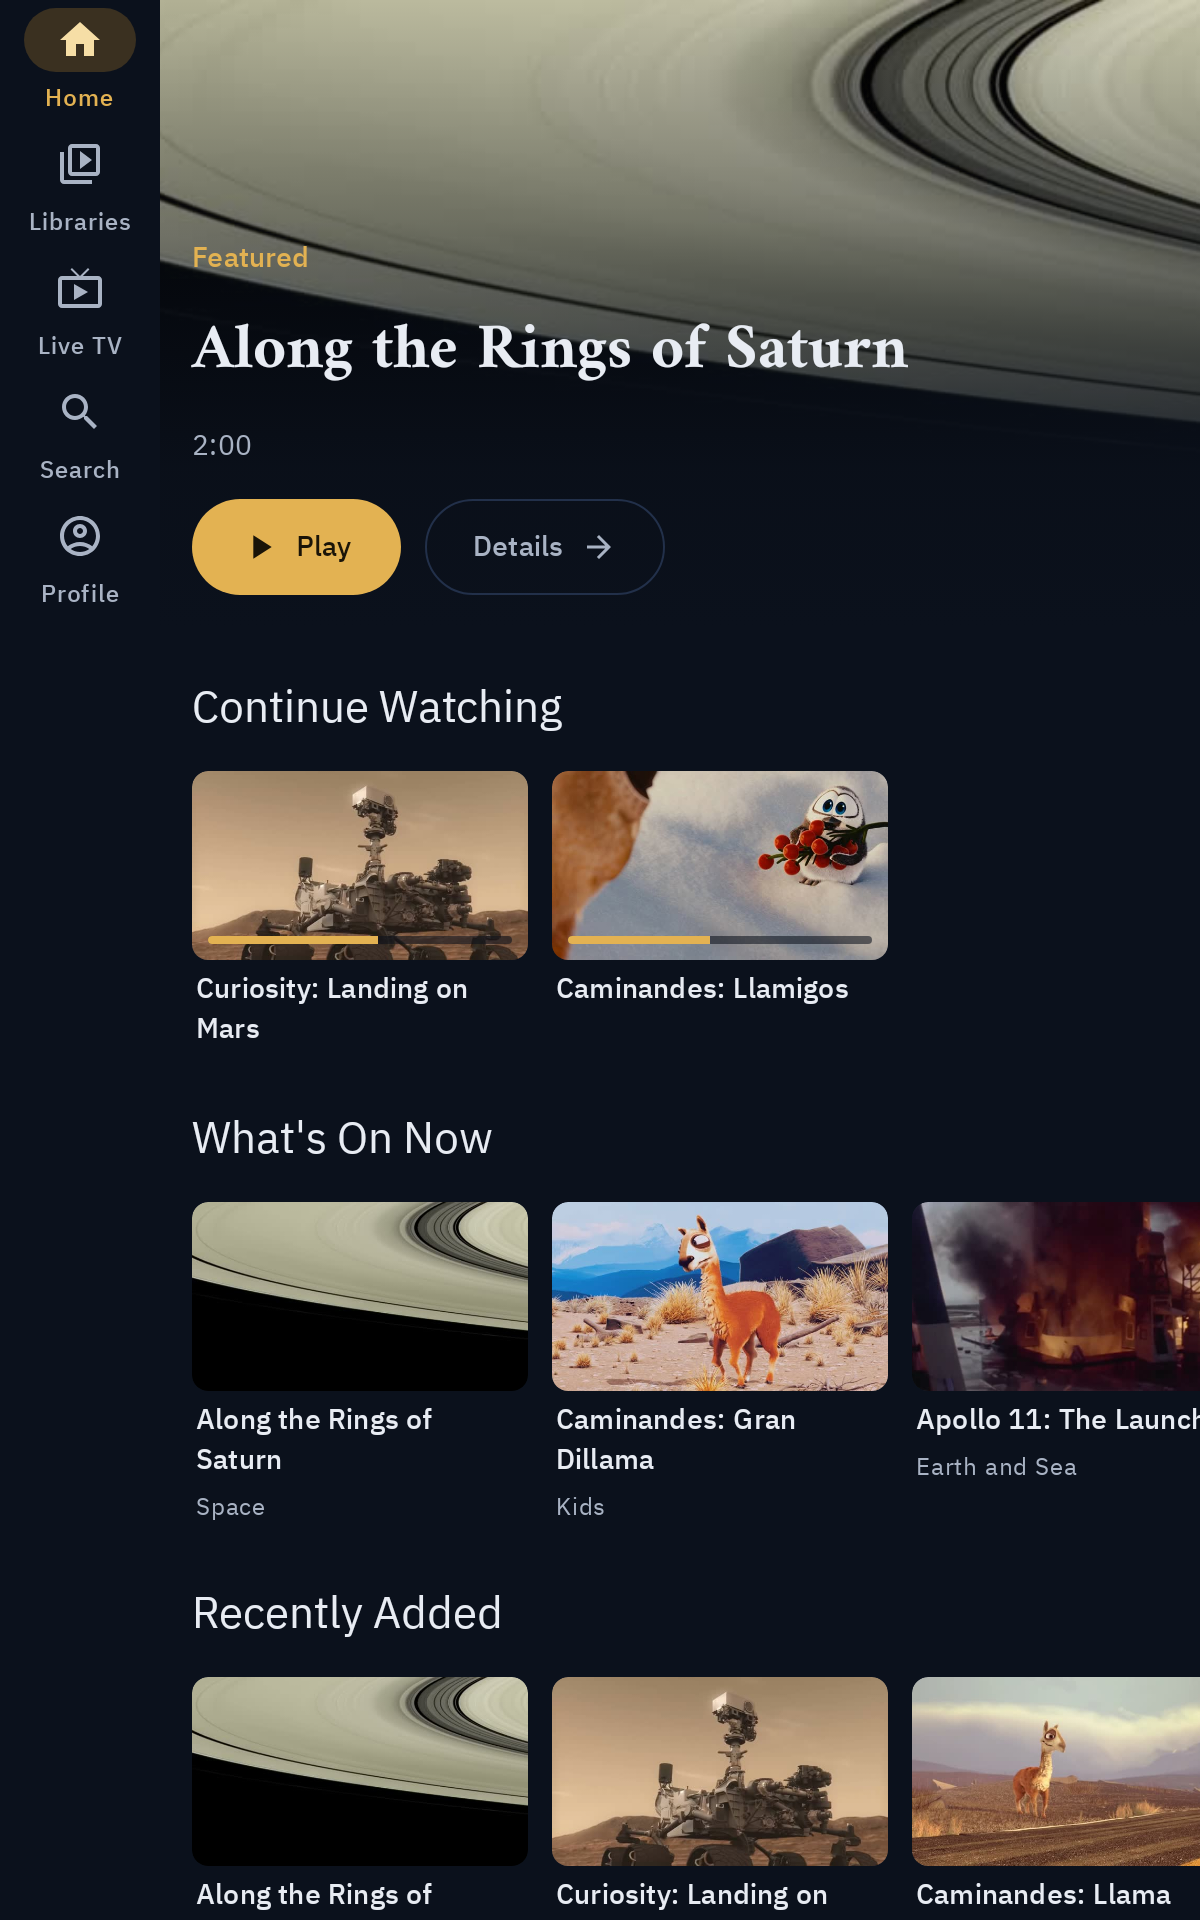 Home
Libraries
Live TV
Search
Profile
Featured
Along the Rings of Saturn
2:00
Play
Details
Continue Watching
Curiosity: Landing on
Mars
Caminandes: Llamigos
What's On Now
Along the Rings of
Saturn
Space
Caminandes: Gran
Dillama
Kids
Apollo 11: The Launch
Earth and Sea
Recently Added
Along the Rings of
Curiosity: Landing on
Caminandes: Llama